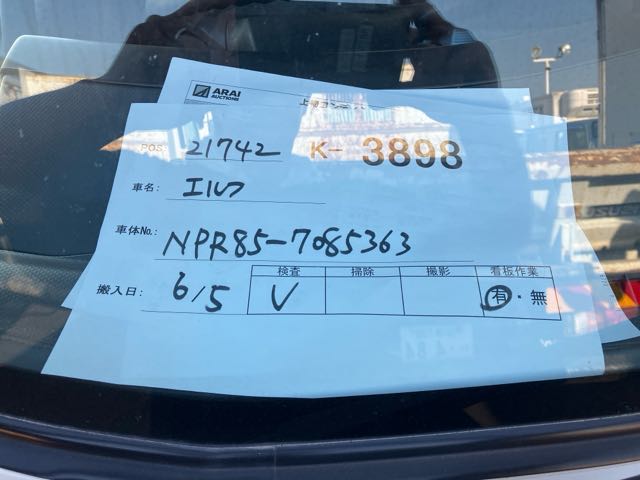 ARAI
AUCTIONS
POS: 21742 K- 3898
車名: エルフ
車体No.: NPR85-7085363
検査 掃除 撮影 看板作業
搬入日: 6/5 V 有・無